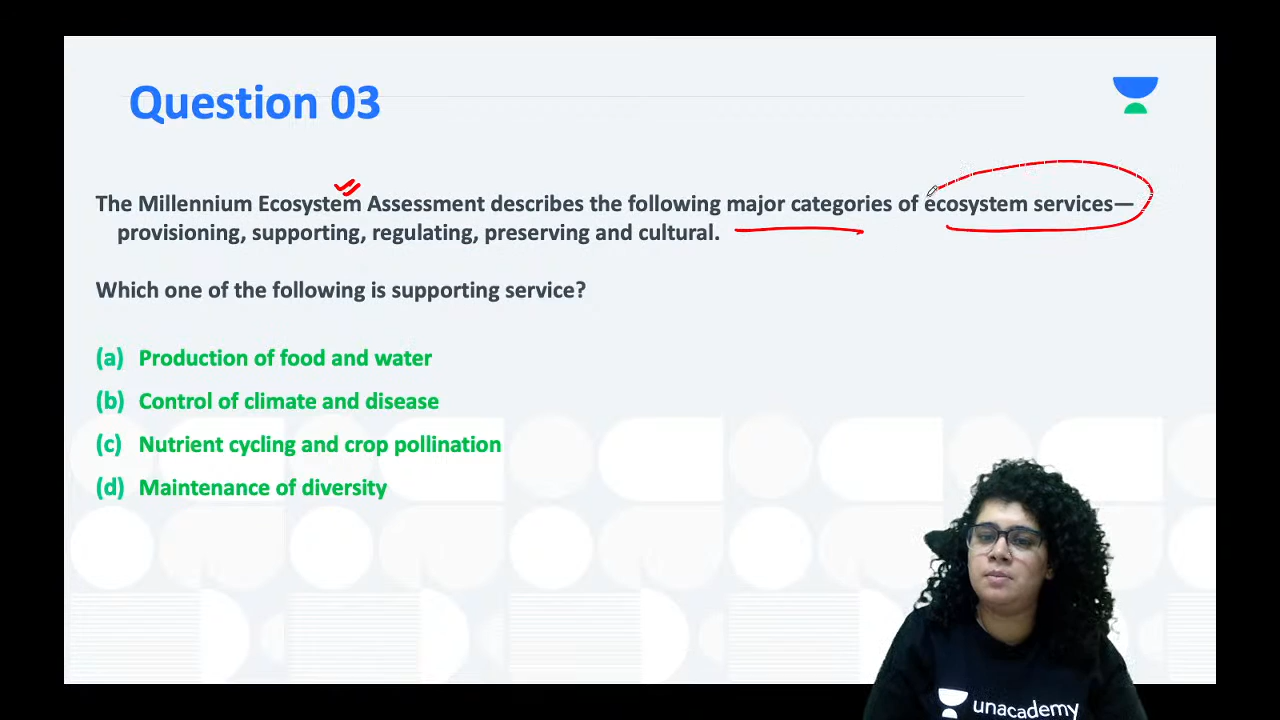 Question 03
The Millennium Ecosystem Assessment describes the following major categories of ecosystem services—
provisioning, supporting, regulating, preserving and cultural.
Which one of the following is supporting service?
(a) Production of food and water
(b) Control of climate and disease
(c) Nutrient cycling and crop pollination
(d) Maintenance of diversity
unacademy